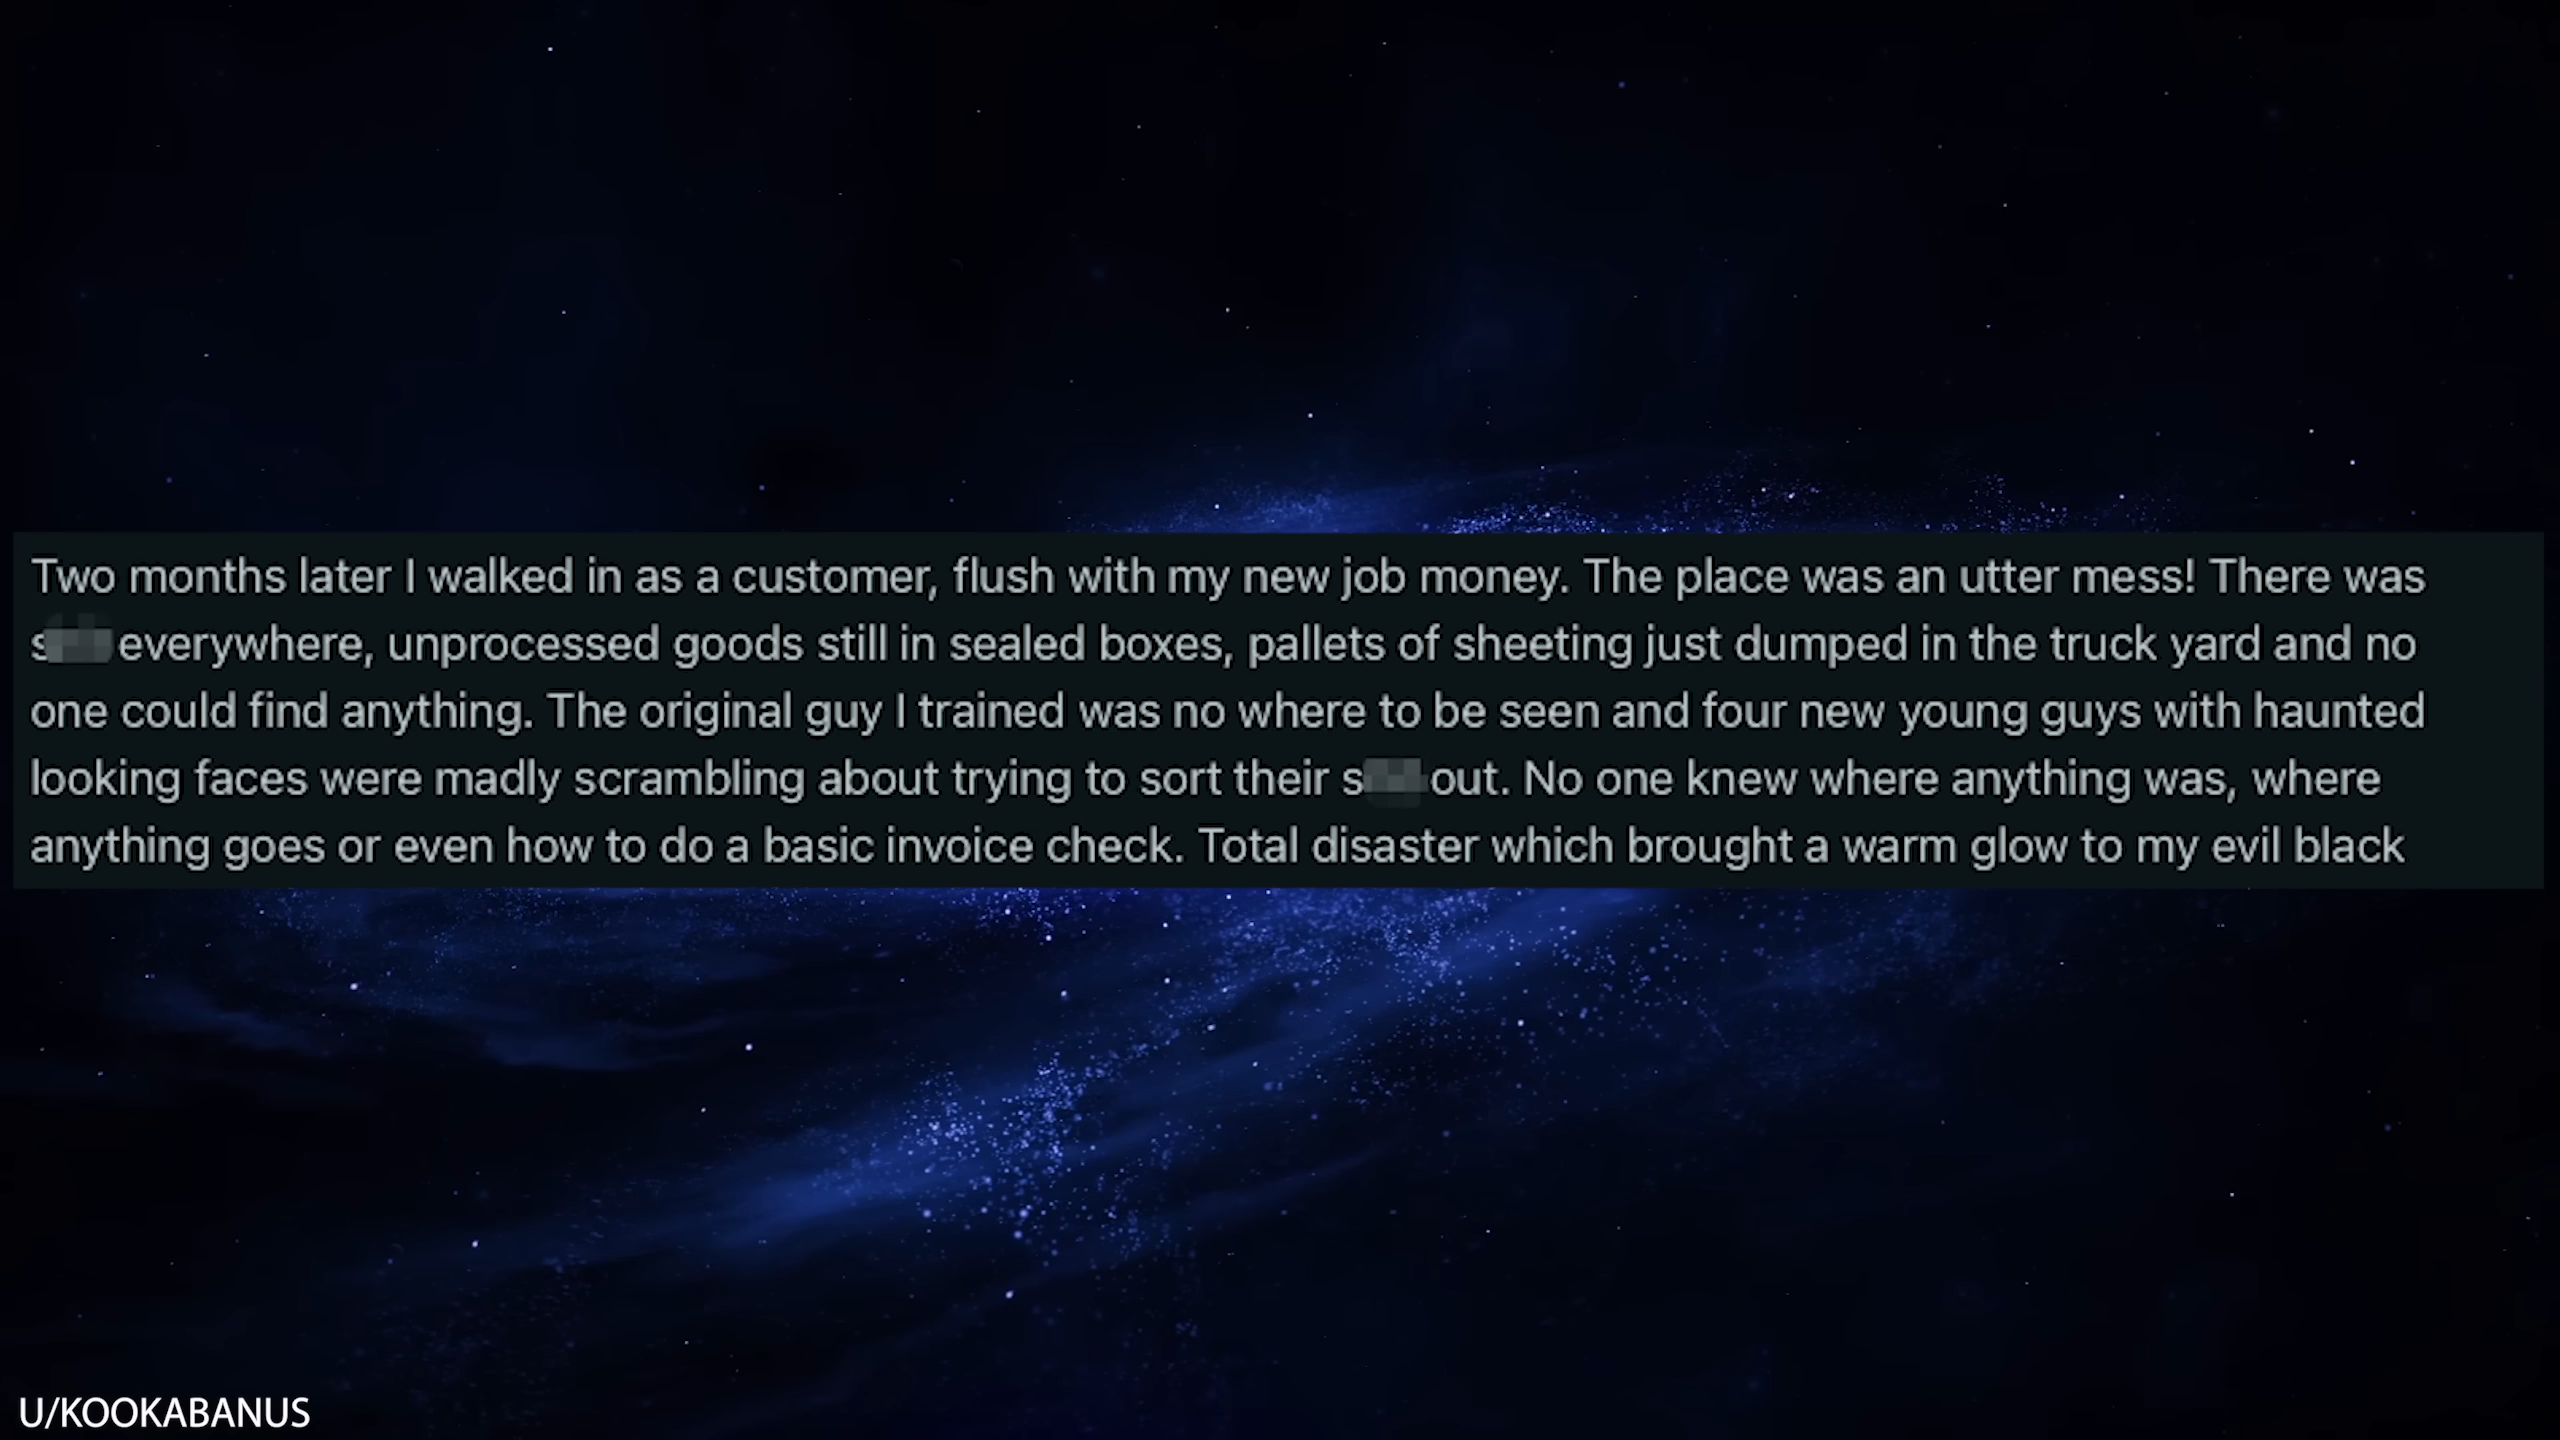 Two months later I walked in as a customer, flush with my new job money. The place was an utter mess! There was
s everywhere, unprocessed goods still in sealed boxes, pallets of sheeting just dumped in the truck yard and no
one could find anything. The original guy I trained was no where to be seen and four new young guys with haunted
looking faces were madly scrambling about trying to sort their s out. No one knew where anything was, where
anything goes or even how to do a basic invoice check. Total disaster which brought a warm glow to my evil black
U/KOOKABANUS